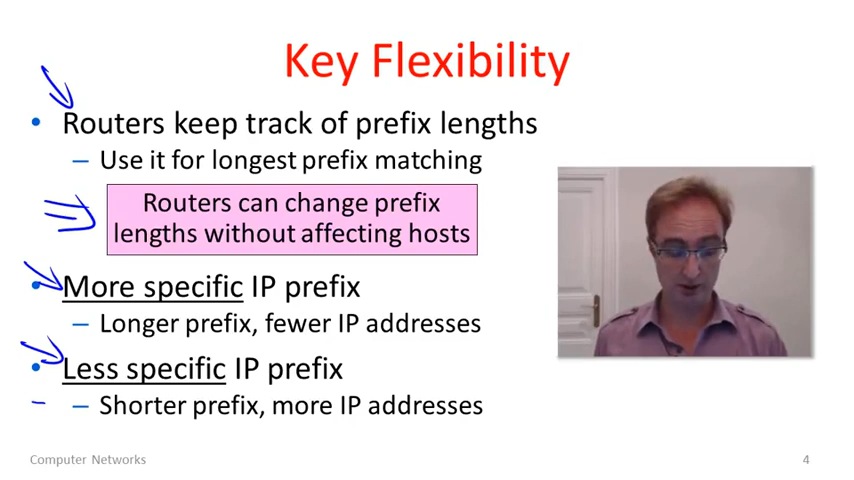 Key Flexibility
• Routers keep track of prefix lengths
– Use it for longest prefix matching
Routers can change prefix
lengths without affecting hosts
• More specific IP prefix
– Longer prefix, fewer IP addresses
• Less specific IP prefix
– Shorter prefix, more IP addresses
Computer Networks
4